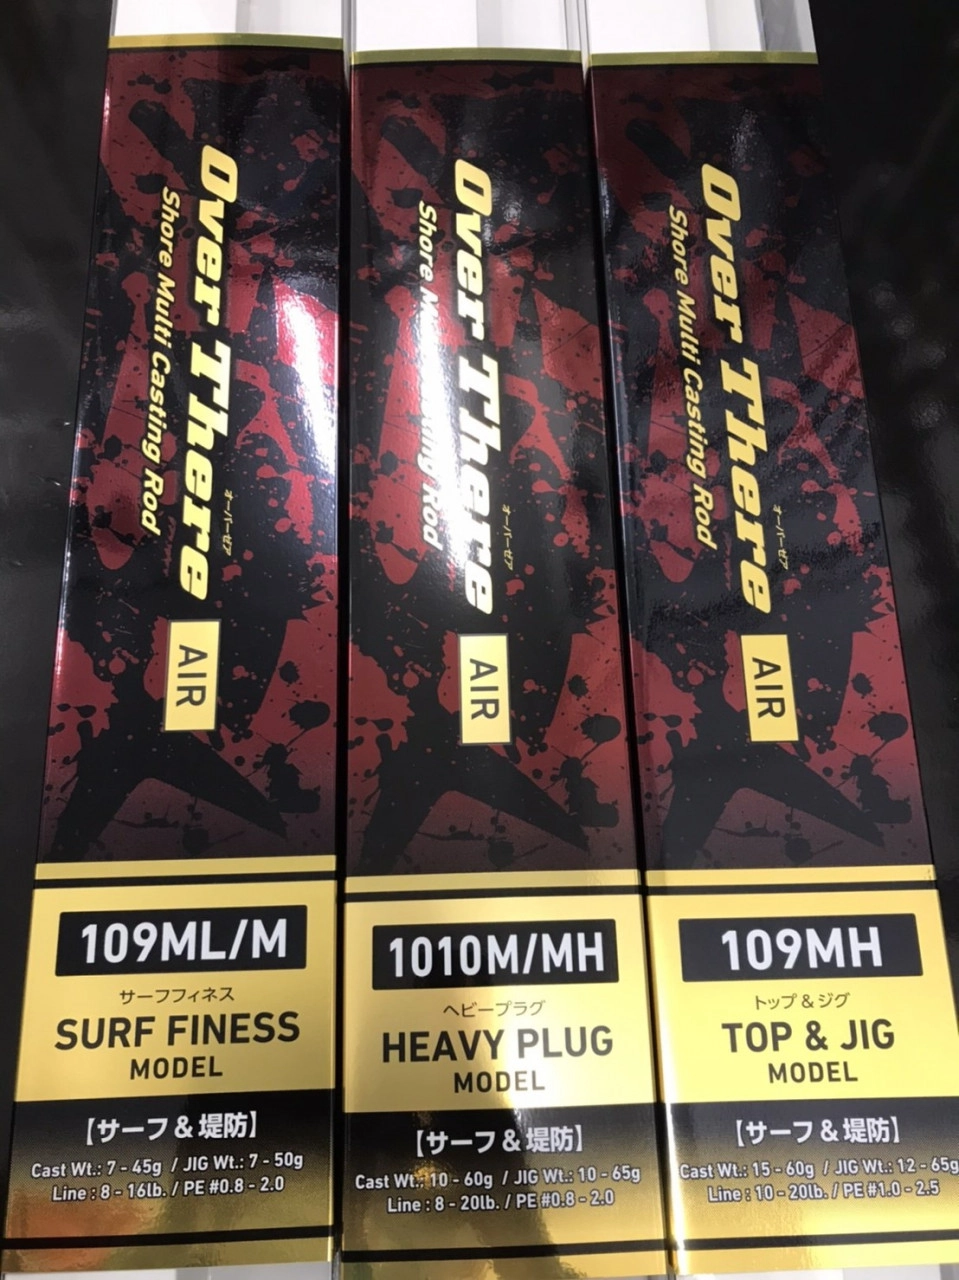 Over There
オーバーゼア
Shore Multi Casting Rod
AIR
109ML/M
サーフフィネス
SURF FINESS
MODEL
【サーフ & 堤防】
Cast Wt.: 7 - 45g / JIG Wt.: 7 - 50g
Line : 8 - 16lb. / PE #0.8 - 2.0
Over There
オーバーゼア
Shore Multi Casting Rod
AIR
1010M/MH
ヘビープラグ
HEAVY PLUG
MODEL
【サーフ & 堤防】
Cast Wt.: 10 - 60g / JIG Wt.: 10 - 65g
Line : 8 - 20lb. / PE #0.8 - 2.0
Over There
オーバーゼア
Shore Multi Casting Rod
AIR
109MH
トップ & ジグ
TOP & JIG
MODEL
【サーフ & 堤防】
Cast Wt.: 15 - 60g / JIG Wt.: 12 - 65g
Line : 10 - 20lb. / PE #1.0 - 2.5